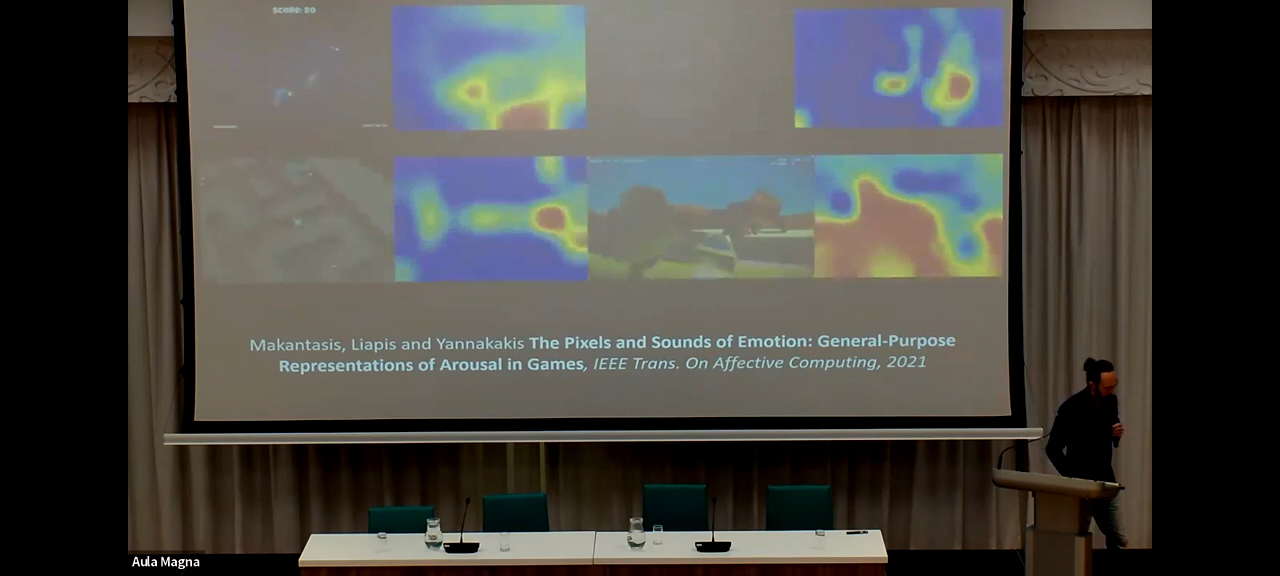 SCORE: 20
Makantasis, Liapis and Yannakakis The Pixels and Sounds of Emotion: General-Purpose
Representations of Arousal in Games, IEEE Trans. On Affective Computing, 2021
Aula Magna